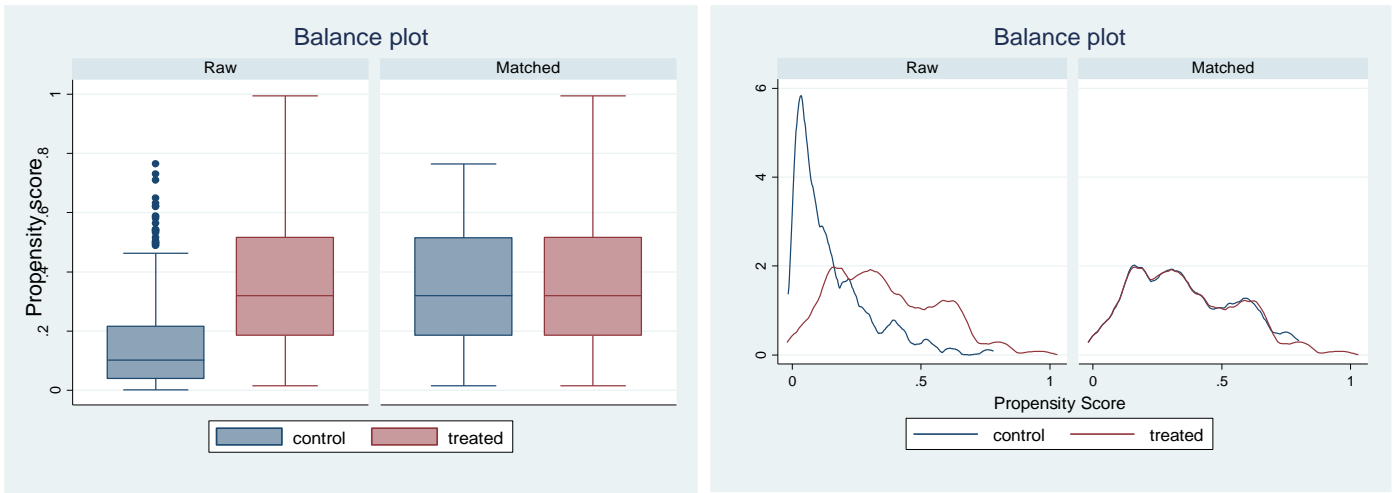 Balance plot
Raw
Matched
Propensity score
1
.8
.6
.4
.2
0
control
treated
Balance plot
Raw
Matched
6
4
2
0
0
.5
1
0
.5
1
Propensity Score
control
treated